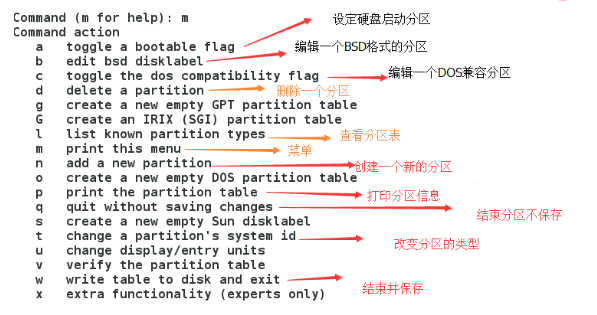 Command (m for help): m
设定硬盘启动分区
Command action
a toggle a bootable flag
编辑一个BSD格式的分区
b edit bsd disklabel
c toggle the dos compatibility flag
编辑一个DOS兼容分区
d delete a partition
删除一个分区
g create a new empty GPT partition table
G create an IRIX (SGI) partition table
l list known partition types
查看分区表
m print this menu
菜单
n add a new partition
创建一个新的分区
o create a new empty DOS partition table
p print the partition table
打印分区信息
q quit without saving changes
结束分区不保存
s create a new empty Sun disklabel
t change a partition's system id
改变分区的类型
u change display/entry units
v verify the partition table
w write table to disk and exit
结束并保存
x extra functionality (experts only)